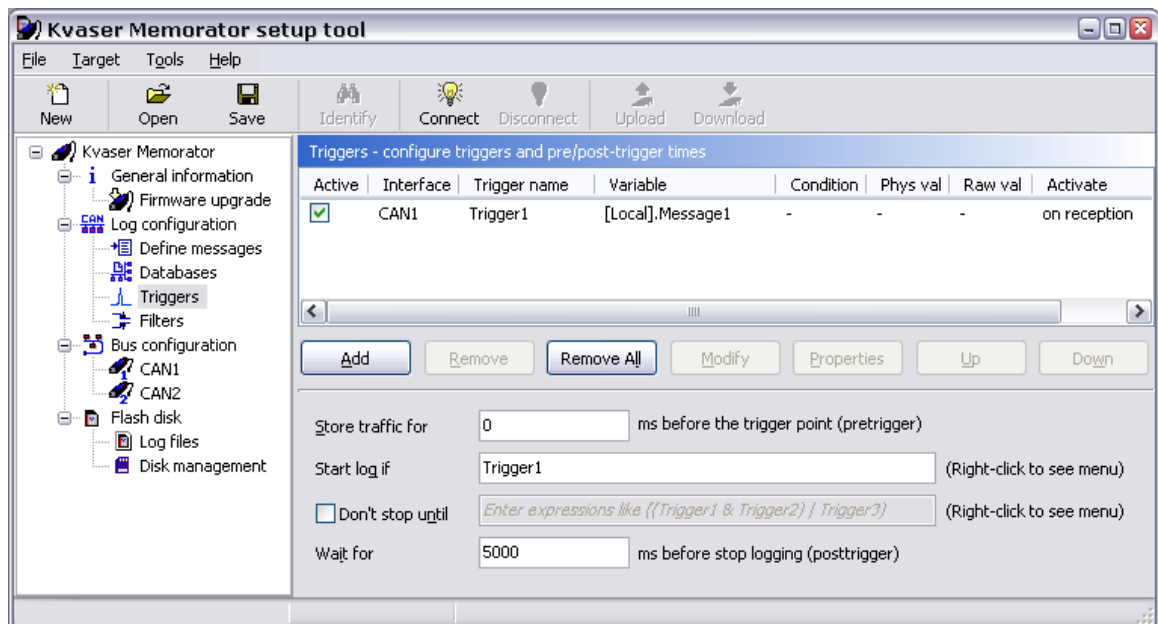 Kvaser Memorator setup tool
File Target Tools Help
New Open Save Identify Connect Disconnect Upload Download
Kvaser Memorator
General information
Firmware upgrade
Log configuration
Define messages
Databases
Triggers
Filters
Bus configuration
CAN1
CAN2
Flash disk
Log files
Disk management
Triggers - configure triggers and pre/post-trigger times
Active Interface Trigger name Variable Condition Phys val Raw val Activate
CAN1 Trigger1 [Local].Message1 - - - on reception
Add Remove Remove All Modify Properties Up Down
Store traffic for 0 ms before the trigger point (pretrigger)
Start log if Trigger1 (Right-click to see menu)
Don't stop until Enter expressions like ((Trigger1 & Trigger2) | Trigger3) (Right-click to see menu)
Wait for 5000 ms before stop logging (posttrigger)